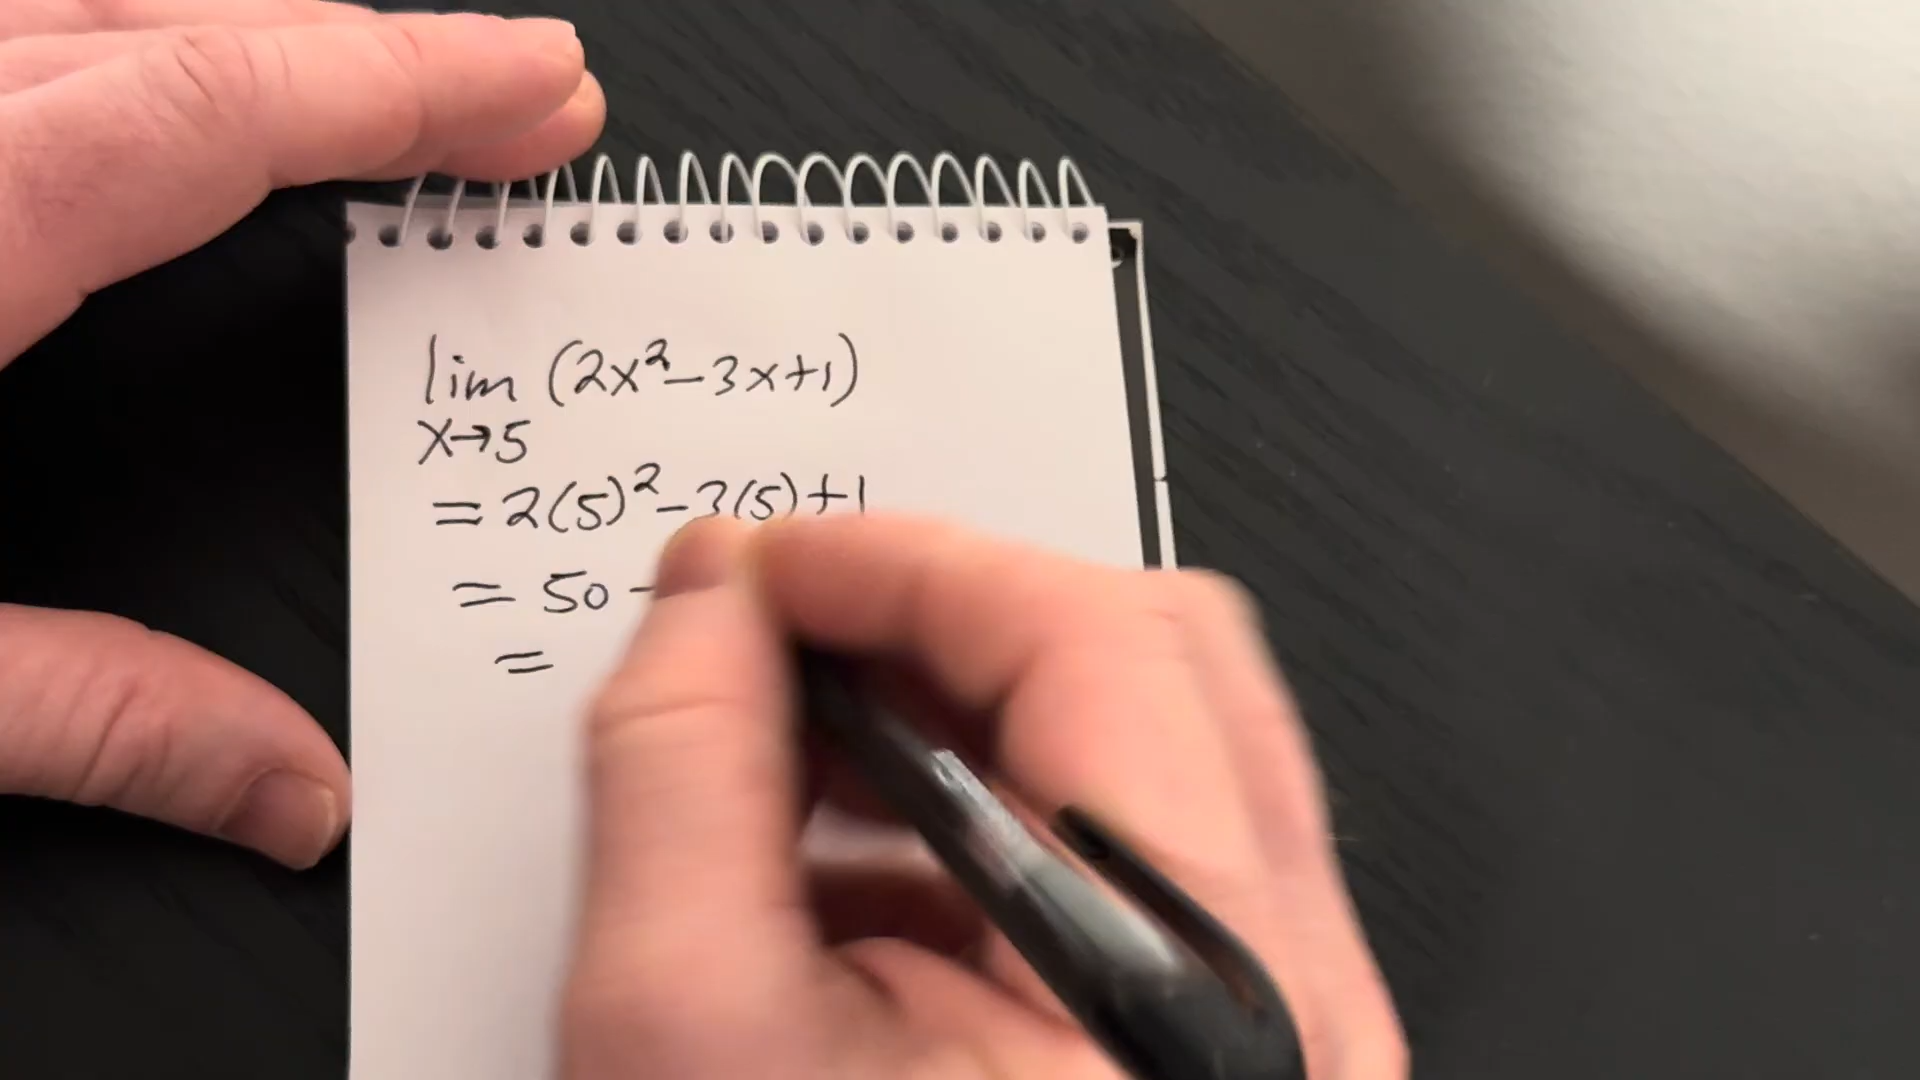 lim (2x²-3x+1)
x→5
= 2(5)²-3(5)+1
= 50 -
=